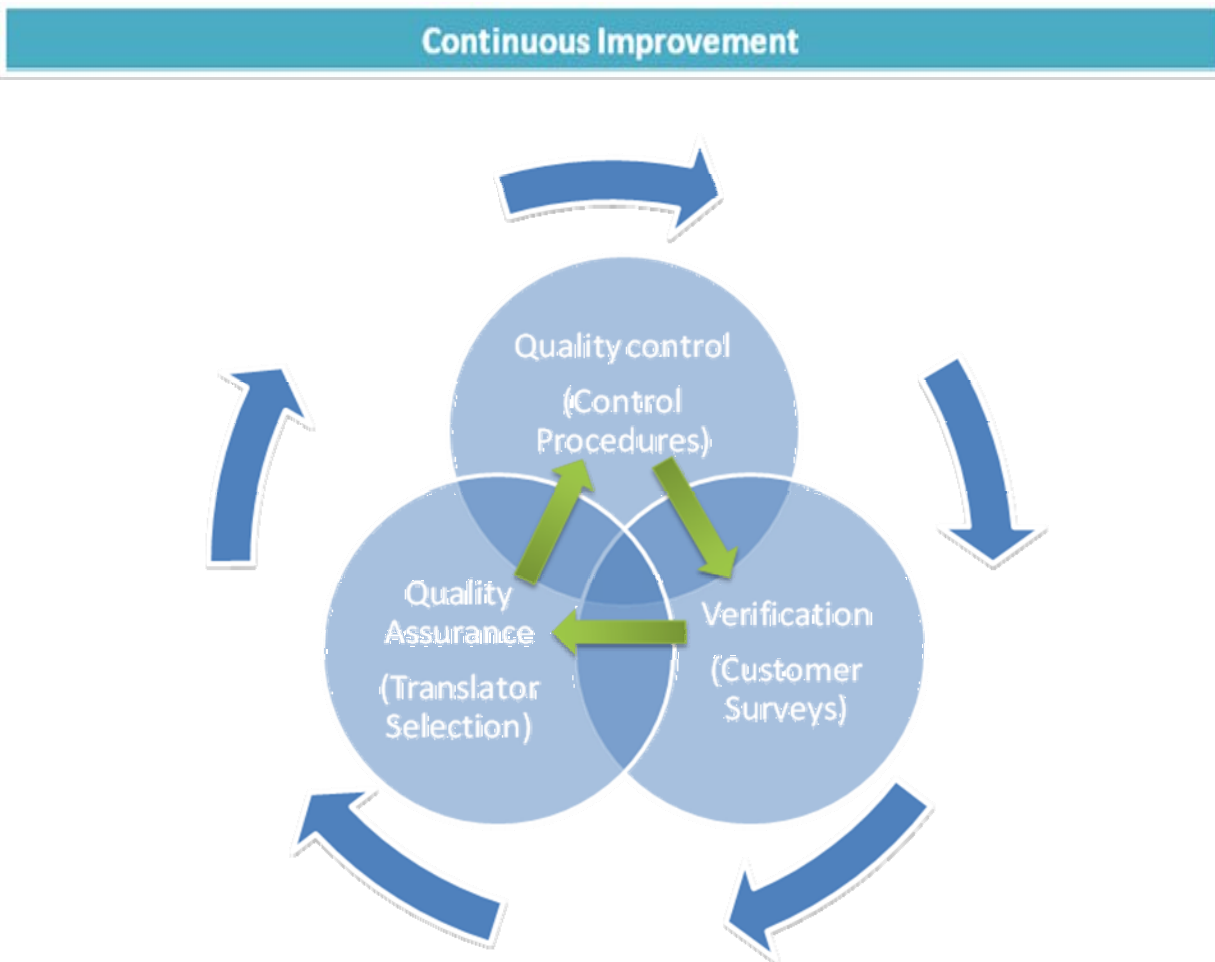 Continuous Improvement
Quality control
(Control
Procedures)
Quality
Assurance
(Translator
Selection)
Verification
(Customer
Surveys)